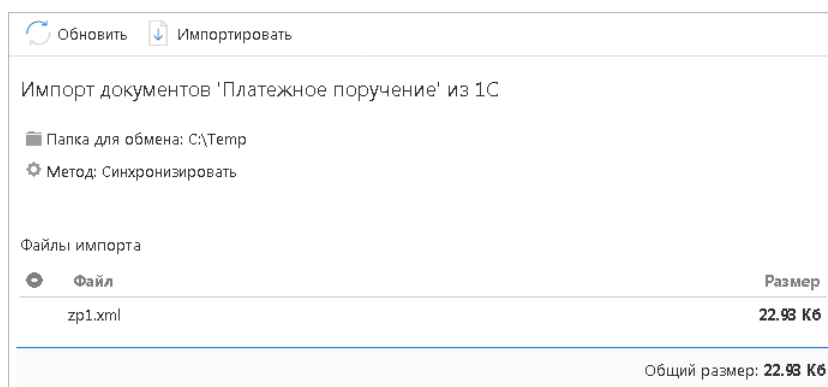 Обновить Импортировать
Импорт документов 'Платежное поручение' из 1С
Папка для обмена: C:\Temp
Метод: Синхронизировать
Файлы импорта
Файл Размер
zp1.xml 22.93 Кб
Общий размер: 22.93 Кб